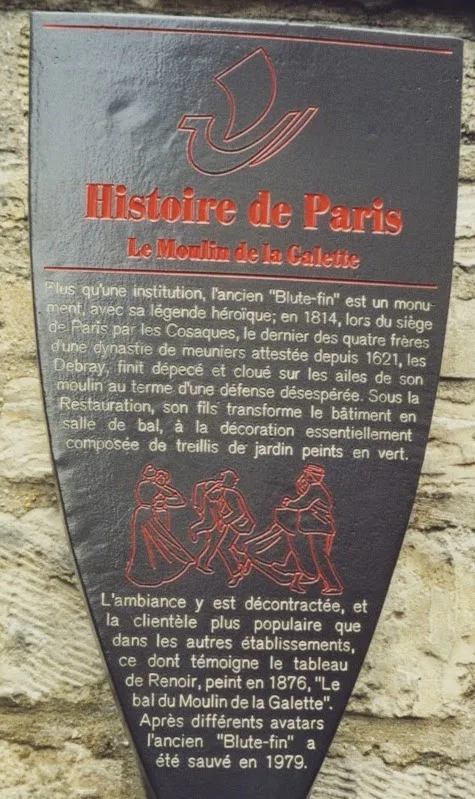 Histoire de Paris
Le Moulin de la Galette
Plus qu'une institution, l'ancien "Blute-fin" est un monu-
ment, avec sa légende héroïque; en 1814, lors du siège
de Paris par les Cosaques, le dernier des quatre frères
d'une dynastie de meuniers attestée depuis 1621, les
Debray, finit dépecé et cloué sur les ailes de son
moulin au terme d'une défense désespérée. Sous la
Restauration, son fils transforme le bâtiment en
salle de bal, à la décoration essentiellement
composée de treillis de jardin peints en vert.
L'ambiance y est décontractée, et
la clientèle plus populaire que
dans les autres établissements,
ce dont témoigne le tableau
de Renoir, peint en 1876, "Le
bal du Moulin de la Galette".
Après différents avatars
l'ancien "Blute-fin" a
été sauvé en 1979.